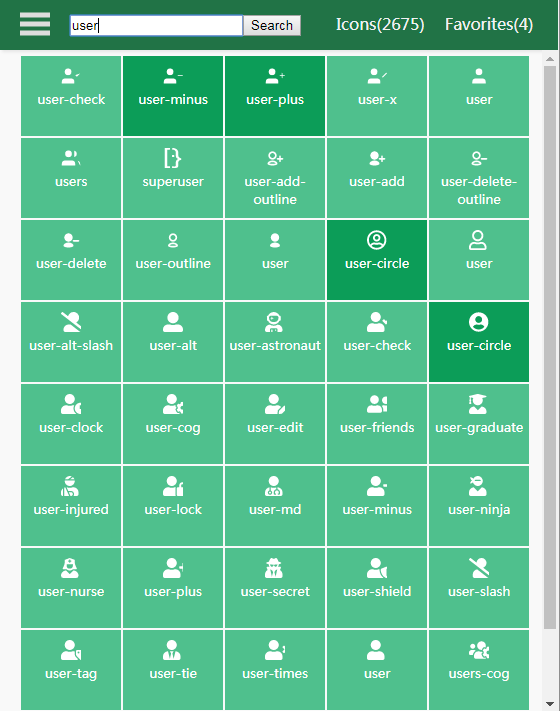 user Search Icons(2675) Favorites(4)
user-check user-minus user-plus user-x user
users superuser user-add-outline user-add user-delete-outline
user-delete user-outline user user-circle user
user-alt-slash user-alt user-astronaut user-check user-circle
user-clock user-cog user-edit user-friends user-graduate
user-injured user-lock user-md user-minus user-ninja
user-nurse user-plus user-secret user-shield user-slash
user-tag user-tie user-times user users-cog